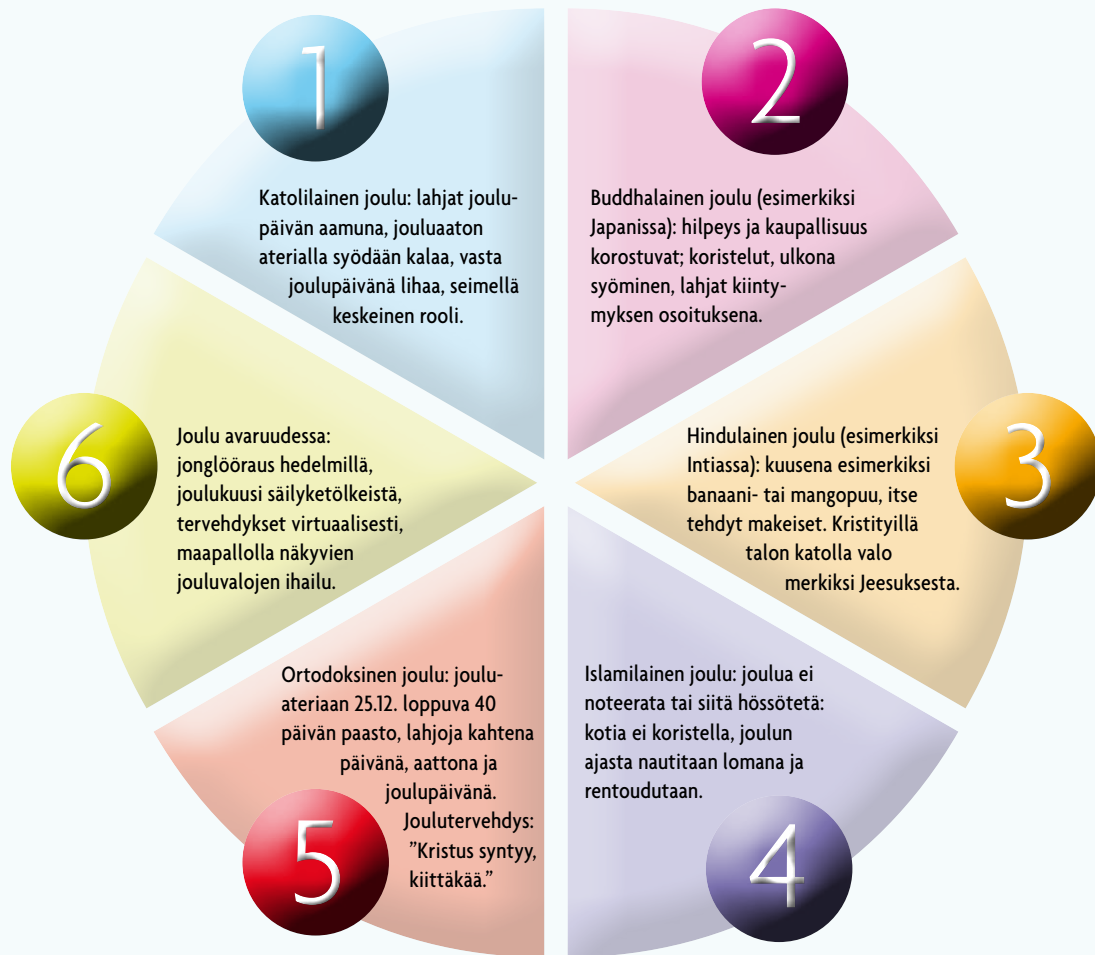 1
Katolilainen joulu: lahjat joulu-
päivän aamuna, jouluaaton
aterialla syödään kalaa, vasta
joulupäivänä lihaa, seimellä
keskeinen rooli.
2
Buddhalainen joulu (esimerkiksi
Japanissa): hilpeys ja kaupallisuus
korostuvat; koristelut, ulkona
syöminen, lahjat kiinty-
myksen osoituksena.
3
Hindulainen joulu (esimerkiksi
Intiassa): kuusena esimerkiksi
banaani- tai mangopuu, itse
tehdyt makeiset. Kristityillä
talon katolla valo
merkiksi Jeesuksesta.
4
Islamilainen joulu: joulua ei
noteerata tai siitä hössötetä:
kotia ei koristella, joulun
ajasta nautitaan lomana ja
rentoudutaan.
5
Ortodoksinen joulu: joulu-
ateriaan 25.12. loppuva 40
päivän paasto, lahjoja kahtena
päivänä, aattona ja
joulupäivänä.
Joulutervehdys:
”Kristus syntyy,
kiittäkää.”
6
Joulu avaruudessa:
jonglööraus hedelmillä,
joulukuusi säilyketölkeistä,
tervehdykset virtuaalisesti,
maapallolla näkyvien
jouluvalojen ihailu.